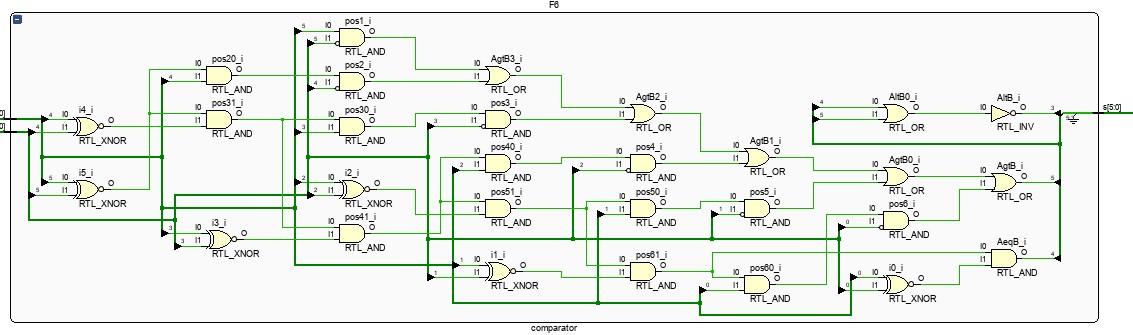 F6
pos1_i
5 I0 O
5 I1
RTL_AND
pos20_i
I0 O
4 I1
RTL_AND
pos2_i
I0 O
4 I1
RTL_AND
AgtB3_i
I0 O
I1
RTL_OR
i4_i
4 I0 O
4 I1
RTL_XNOR
pos31_i
I0 O
I1
RTL_AND
pos30_i
I0 O
3 I1
RTL_AND
pos3_i
I0 O
3 I1
RTL_AND
AgtB2_i
I0 O
I1
RTL_OR
AltB0_i
4 I0 O
5 I1
RTL_OR
AltB_i
I0 O
3
RTL_INV
s[5:0]
i5_i
5 I0 O
5 I1
RTL_XNOR
i2_i
2 I0 O
2 I1
RTL_XNOR
pos40_i
I0 O
2 I1
RTL_AND
pos4_i
I0 O
2 I1
RTL_AND
AgtB1_i
I0 O
I1
RTL_OR
AgtB0_i
I0 O
I1
RTL_OR
AgtB_i
I0 O
5
I1
RTL_OR
i3_i
3 I0 O
3 I1
RTL_XNOR
pos41_i
I0 O
I1
RTL_AND
pos51_i
I0 O
I1
RTL_AND
pos50_i
I0 O
1 I1
RTL_AND
pos5_i
I0 O
1 I1
RTL_AND
pos6_i
I0 O
0 I1
RTL_AND
i1_i
1 I0 O
1 I1
RTL_XNOR
pos61_i
I0 O
I1
RTL_AND
pos60_i
I0 O
0 I1
RTL_AND
i0_i
0 I0 O
0 I1
RTL_XNOR
AeqB_i
I0 O
4
I1
RTL_AND
comparator